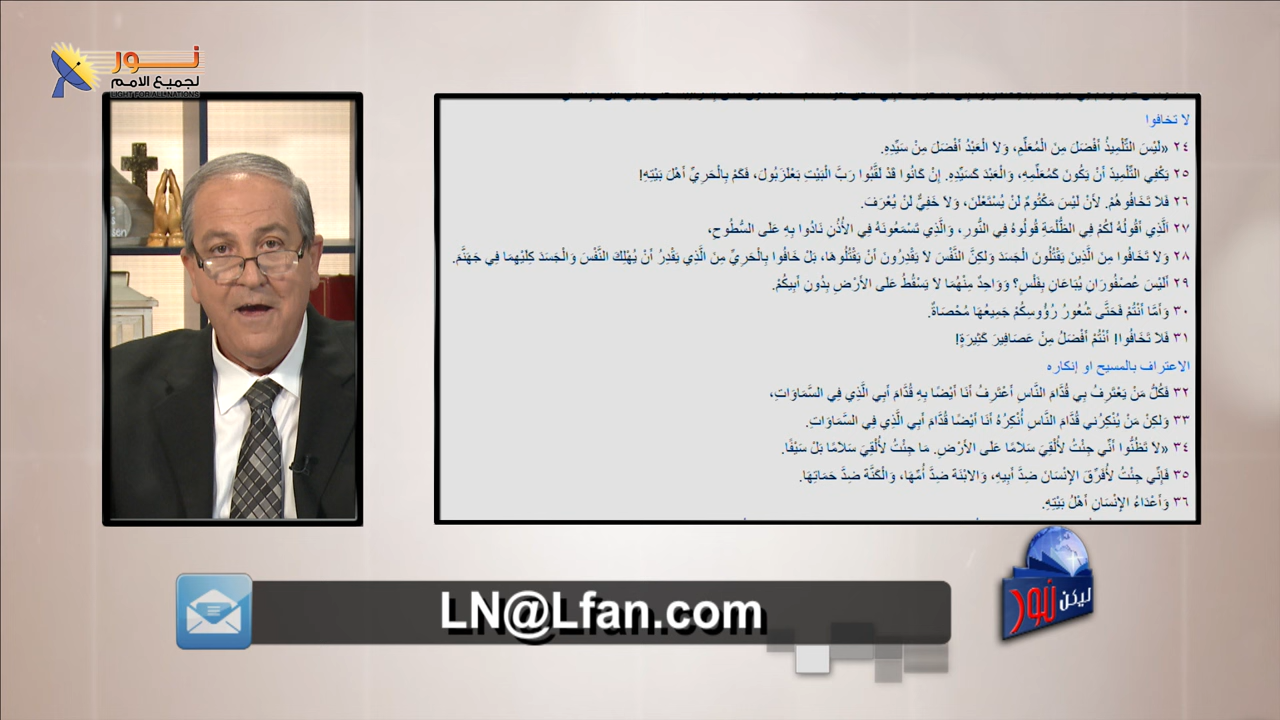 نور
لجميع الامم
LIGHT FOR ALL NATIONS
لا تخافوا
٢٤ «لَيْسَ التِّلْمِيذُ أَفْضَلَ مِنَ الْمُعَلِّمِ، وَلاَ الْعَبْدُ أَفْضَلَ مِنْ سَيِّدِهِ.
٢٥ يَكْفِي التِّلْمِيذَ أَنْ يَكُونَ كَمُعَلِّمِهِ، وَالْعَبْدَ كَسَيِّدِهِ. إِنْ كَانُوا قَدْ لَقَّبُوا رَبَّ الْبَيْتِ بَعْلَزَبُولَ، فَكَمْ بِالْحَرِيِّ أَهْلَ بَيْتِهِ!
٢٦ فَلا تَخَافُوهُمْ. لأَنْ لَيْسَ مَكْتُومٌ لَنْ يُسْتَعْلَنَ، وَلاَ خَفِيٌّ لَنْ يُعْرَفَ.
٢٧ اَلَّذِي أَقُولُهُ لَكُمْ فِي الظُّلْمَةِ قُولُوهُ فِي النُّورِ، وَالَّذِي تَسْمَعُونَهُ فِي الأُذُنِ نَادُوا بِهِ عَلَى السُّطُوحِ،
٢٨ وَلاَ تَخَافُوا مِنَ الَّذِينَ يَقْتُلُونَ الْجَسَدَ وَلكِنَّ النَّفْسَ لاَ يَقْدِرُونَ أَنْ يَقْتُلُوهَا، بَلْ خَافُوا بِالْحَرِيِّ مِنَ الَّذِي يَقْدِرُ أَنْ يُهْلِكَ النَّفْسَ وَالْجَسَدَ كِلَيْهِمَا فِي جَهَنَّمَ.
٢٩ أَلَيْسَ عُصْفُورَانِ يُبَاعَانِ بِفَلْسٍ؟ وَوَاحِدٌ مِنْهُمَا لاَ يَسْقُطُ عَلَى الأَرْضِ بِدُونِ أَبِيكُمْ.
٣٠ وَأَمَّا أَنْتُمْ فَحَتَّى شُعُورُ رُؤُوسِكُمْ جَمِيعُهَا مُحْصَاةٌ.
٣١ فَلاَ تَخَافُوا! أَنْتُمْ أَفْضَلُ مِنْ عَصَافِيرَ كَثِيرَةٍ!
الاعتراف بالمسيح او إنكاره
٣٢ فَكُلُّ مَنْ يَعْتَرِفُ بِي قُدَّامَ النَّاسِ أَعْتَرِفُ أَنَا أَيْضًا بِهِ قُدَّامَ أَبِي الَّذِي فِي السَّمَاوَاتِ،
٣٣ وَلكِنْ مَنْ يُنْكِرُني قُدَّامَ النَّاسِ أُنْكِرُهُ أَنَا أَيْضًا قُدَّامَ أَبِي الَّذِي فِي السَّمَاوَاتِ.
٣٤ «لاَ تَظُنُّوا أَنِّي جِئْتُ لأُلْقِيَ سَلاَمًا عَلَى الأَرْضِ. مَا جِئْتُ لأُلْقِيَ سَلاَمًا بَلْ سَيْفًا.
٣٥ فَإِنِّي جِئْتُ لأُفَرِّقَ الإِنْسَانَ ضِدَّ أَبِيهِ، وَالابْنَةَ ضِدَّ أُمِّهَا، وَالْكَنَّةَ ضِدَّ حَمَاتِهَا.
٣٦ وَأَعْدَاءُ الإِنْسَانِ أَهْلُ بَيْتِهِ.
ليكن نور
LN@Lfan.com